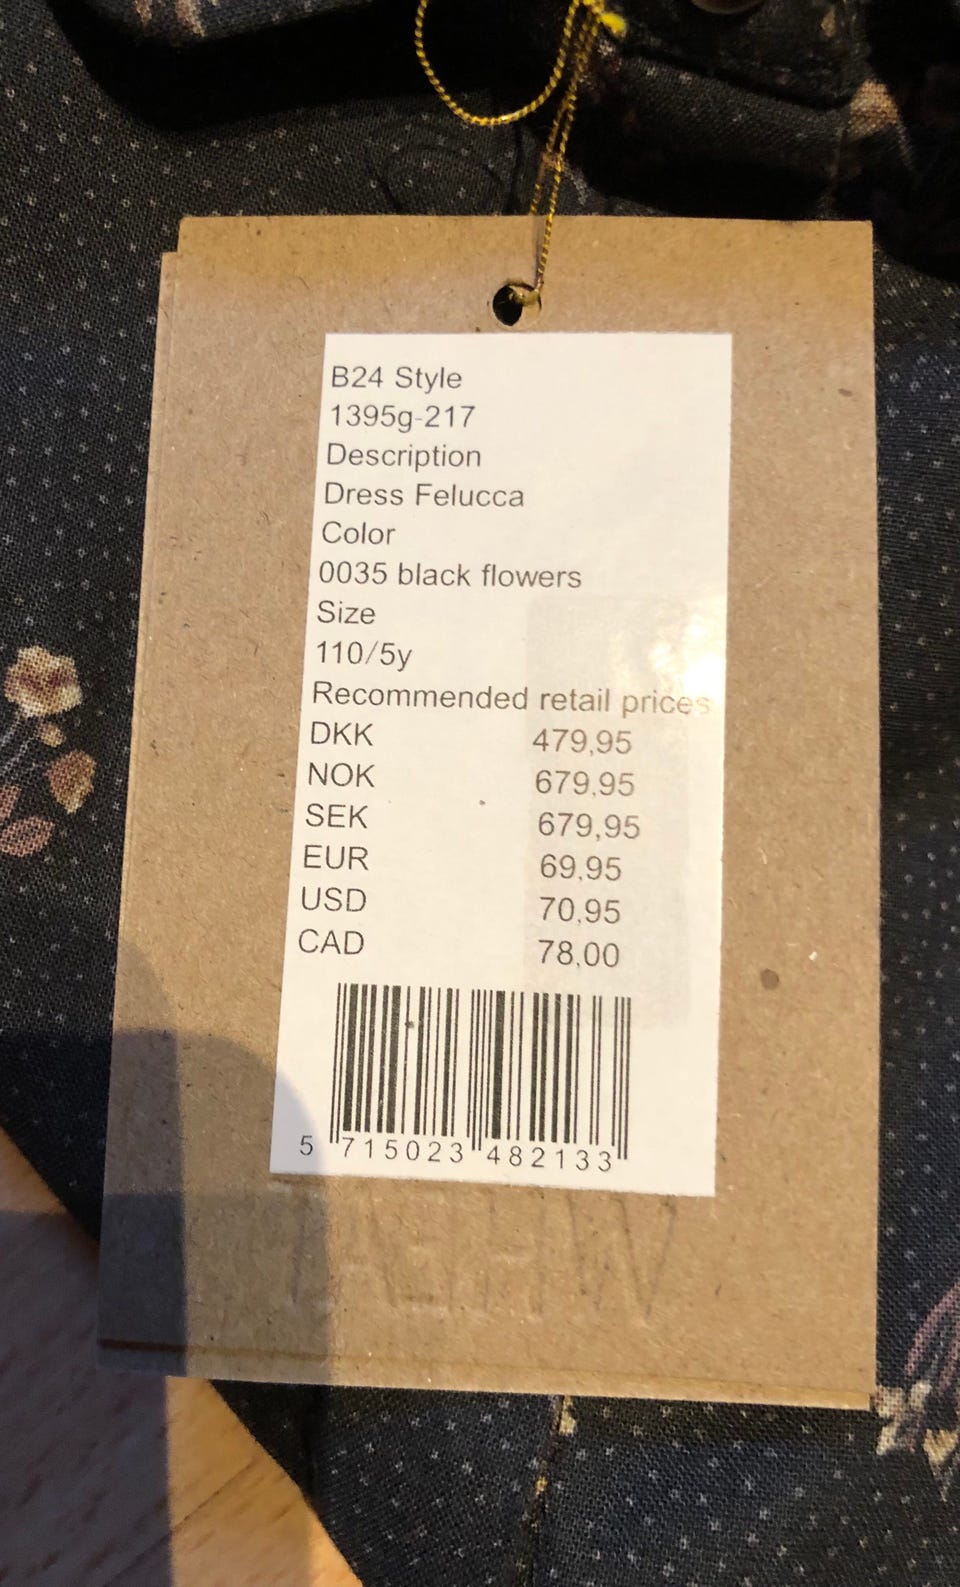 B24 Style
1395g-217
Description
Dress Felucca
Color
0035 black flowers
Size
110/5y
Recommended retail prices
DKK 479,95
NOK 679,95
SEK 679,95
EUR 69,95
USD 70,95
CAD 78,00
5 715023 482133